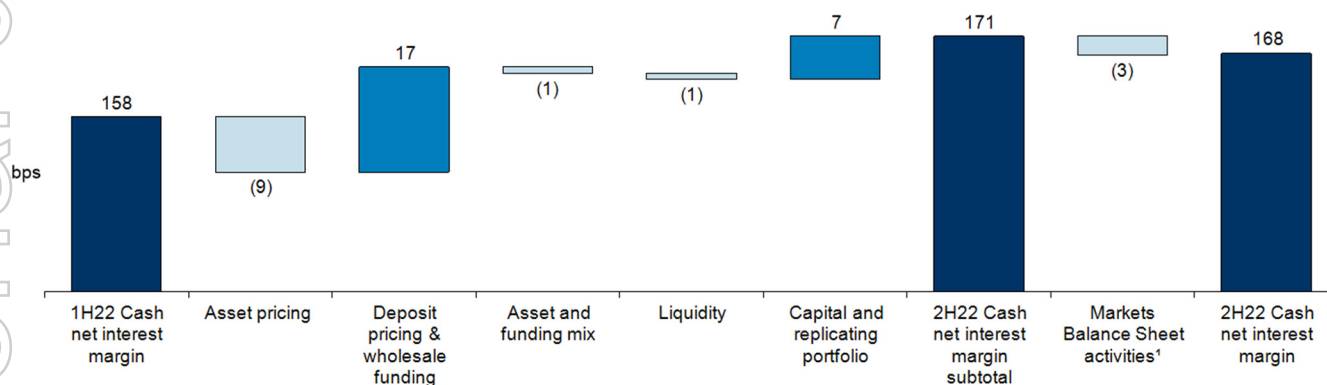 7
171
17
168
(1)
(1)
(3)
158
bps
(9)
1H22 Cash
net interest
margin
Asset pricing
Deposit
pricing &
wholesale
funding
Asset and
funding mix
Liquidity
Capital and
replicating
portfolio
2H22 Cash
net interest
margin
subtotal
Markets
Balance Sheet
activities¹
2H22 Cash
net interest
margin